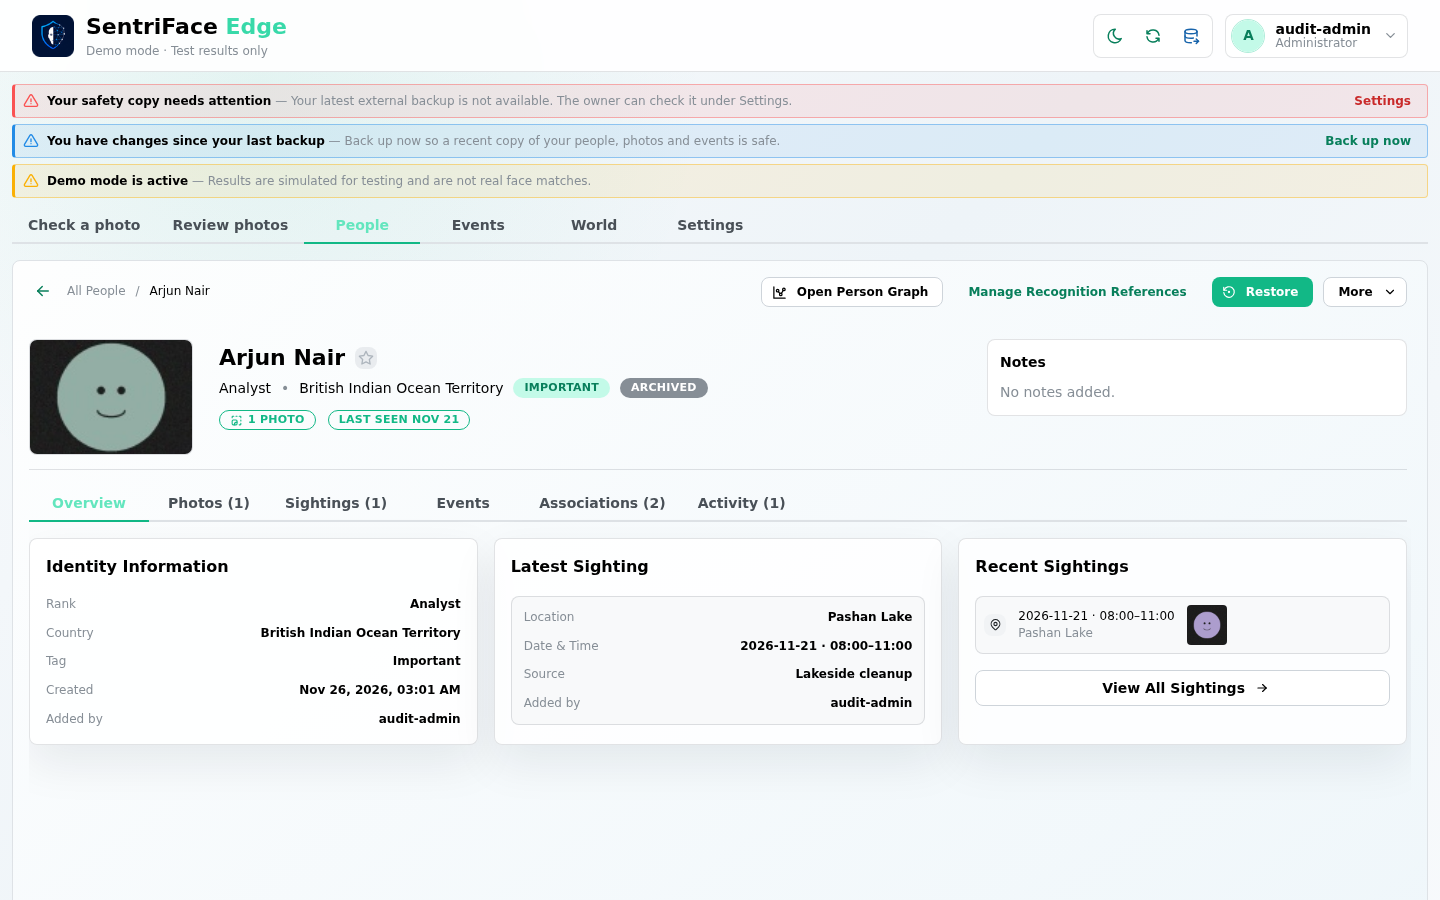 SentriFace Edge
Demo mode · Test results only
A
audit-admin
Administrator
Your safety copy needs attention — Your latest external backup is not available. The owner can check it under Settings.
Settings
You have changes since your last backup — Back up now so a recent copy of your people, photos and events is safe.
Back up now
Demo mode is active — Results are simulated for testing and are not real face matches.
Check a photo
Review photos
People
Events
World
Settings
All People / Arjun Nair
Open Person Graph
Manage Recognition References
Restore
More
Arjun Nair
Analyst • British Indian Ocean Territory
IMPORTANT
ARCHIVED
1 PHOTO
LAST SEEN NOV 21
Notes
No notes added.
Overview
Photos (1)
Sightings (1)
Events
Associations (2)
Activity (1)
Identity Information
Rank Analyst
Country British Indian Ocean Territory
Tag Important
Created Nov 26, 2026, 03:01 AM
Added by audit-admin
Latest Sighting
Location Pashan Lake
Date & Time 2026-11-21 · 08:00–11:00
Source Lakeside cleanup
Added by audit-admin
Recent Sightings
2026-11-21 · 08:00–11:00
Pashan Lake
View All Sightings